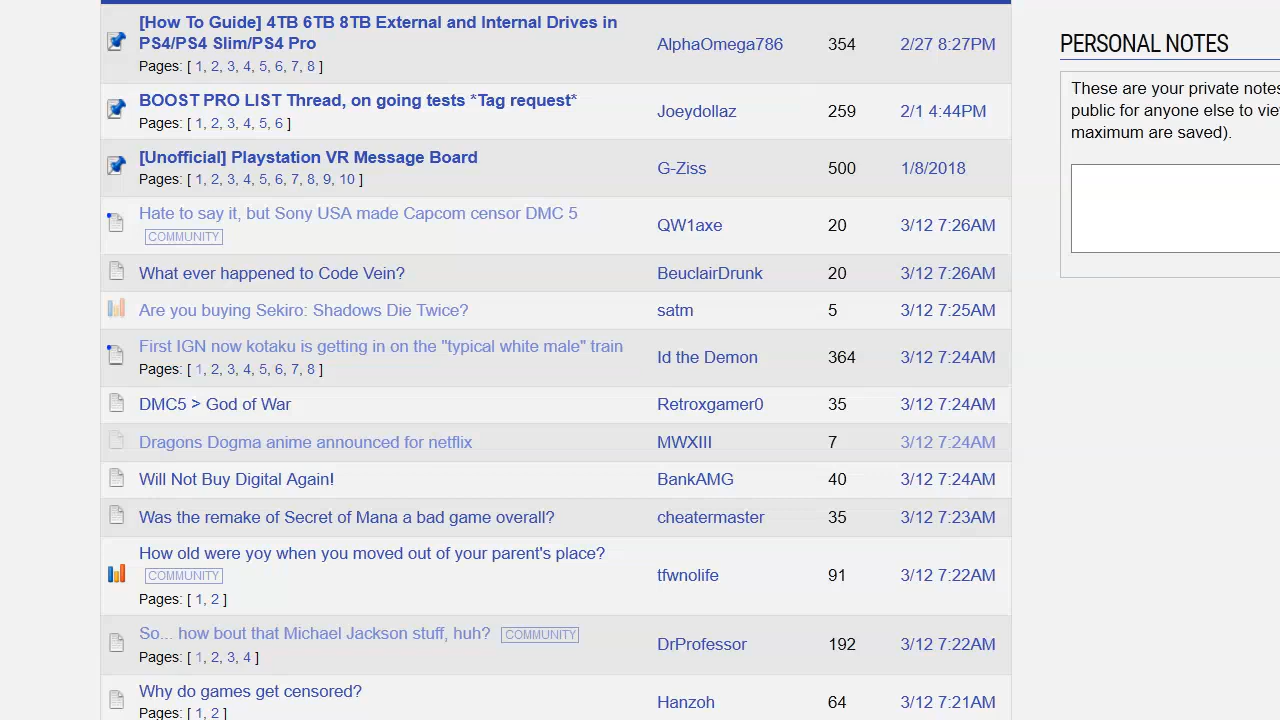 [How To Guide] 4TB 6TB 8TB External and Internal Drives in
PS4/PS4 Slim/PS4 Pro
Pages: [ 1, 2, 3, 4, 5, 6, 7, 8 ]
AlphaOmega786 354 2/27 8:27PM
BOOST PRO LIST Thread, on going tests *Tag request*
Pages: [ 1, 2, 3, 4, 5, 6 ]
Joeydollaz 259 2/1 4:44PM
[Unofficial] Playstation VR Message Board
Pages: [ 1, 2, 3, 4, 5, 6, 7, 8, 9, 10 ]
G-Ziss 500 1/8/2018
Hate to say it, but Sony USA made Capcom censor DMC 5
COMMUNITY
QW1axe 20 3/12 7:26AM
What ever happened to Code Vein? BeuclairDrunk 20 3/12 7:26AM
Are you buying Sekiro: Shadows Die Twice? satm 5 3/12 7:25AM
First IGN now kotaku is getting in on the "typical white male" train
Pages: [ 1, 2, 3, 4, 5, 6, 7, 8 ]
Id the Demon 364 3/12 7:24AM
DMC5 > God of War Retroxgamer0 35 3/12 7:24AM
Dragons Dogma anime announced for netflix MWXIII 7 3/12 7:24AM
Will Not Buy Digital Again! BankAMG 40 3/12 7:24AM
Was the remake of Secret of Mana a bad game overall? cheatermaster 35 3/12 7:23AM
How old were yoy when you moved out of your parent's place?
COMMUNITY
Pages: [ 1, 2 ]
tfwnolife 91 3/12 7:22AM
So... how bout that Michael Jackson stuff, huh? COMMUNITY
Pages: [ 1, 2, 3, 4 ]
DrProfessor 192 3/12 7:22AM
Why do games get censored?
Pages: [ 1, 2 ]
Hanzoh 64 3/12 7:21AM
PERSONAL NOTES
These are your private notes
public for anyone else to vie
maximum are saved).